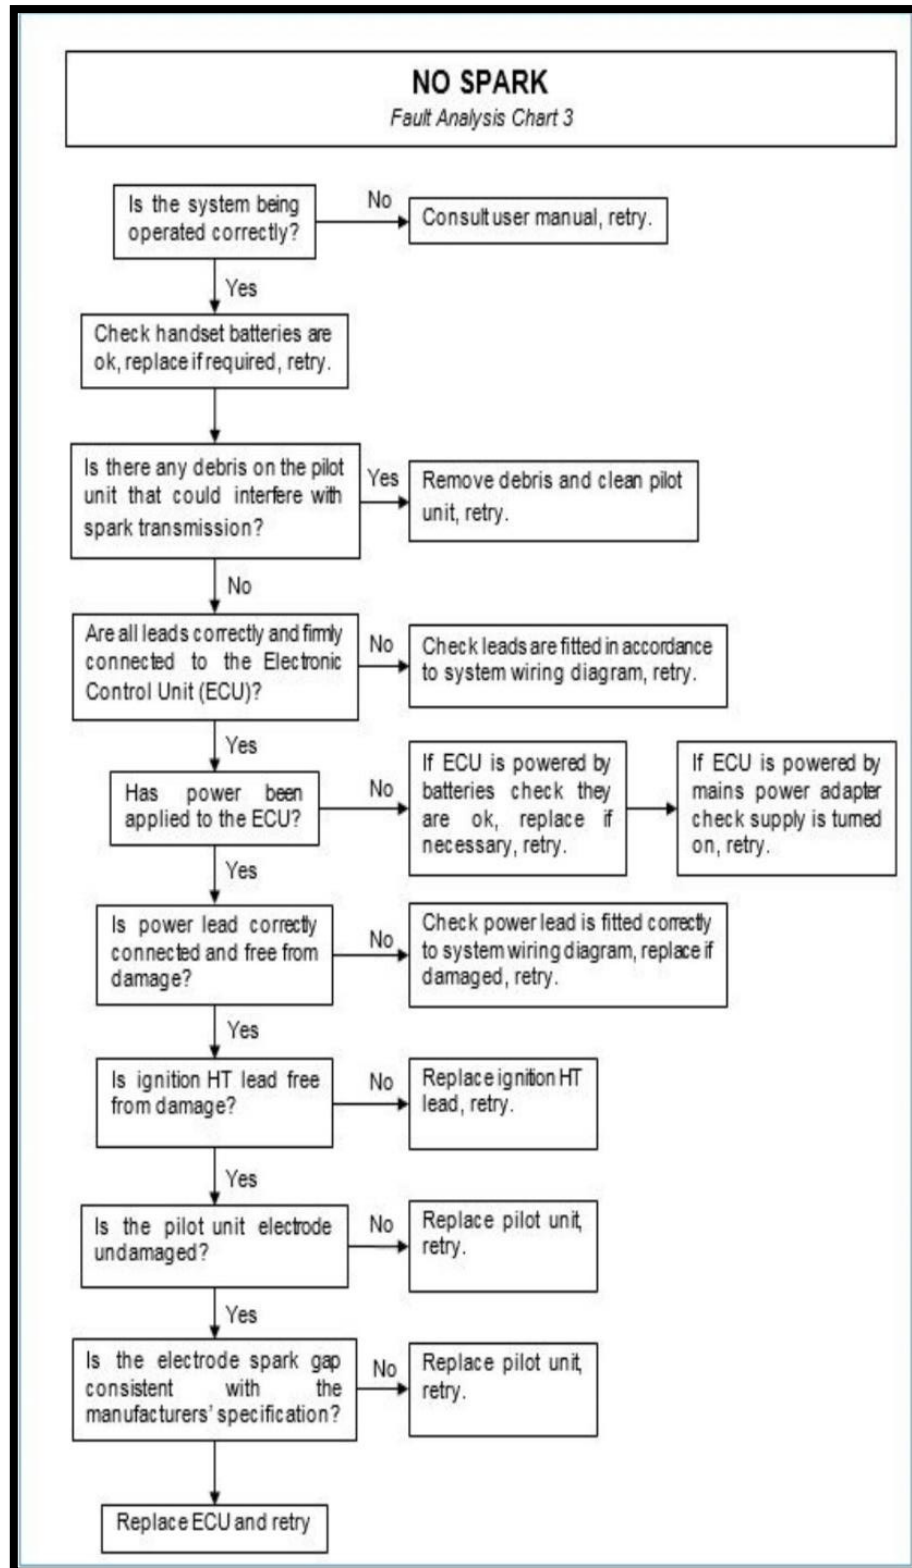 NO SPARK
Fault Analysis Chart 3
Is the system being
operated correctly?
No
Consult user manual, retry.
Yes
Check handset batteries are
ok, replace if required, retry.
Is there any debris on the pilot
unit that could interfere with
spark transmission?
Yes
Remove debris and clean pilot
unit, retry.
No
Are all leads correctly and firmly
connected to the Electronic
Control Unit (ECU)?
No
Check leads are fitted in accordance
to system wiring diagram, retry.
Yes
Has power been
applied to the ECU?
No
If ECU is powered by
batteries check they
are ok, replace if
necessary, retry.
If ECU is powered by
mains power adapter
check supply is turned
on, retry.
Yes
Is power lead correctly
connected and free from
damage?
No
Check power lead is fitted correctly
to system wiring diagram, replace if
damaged, retry.
Yes
Is ignition HT lead free
from damage?
No
Replace ignition HT
lead, retry.
Yes
Is the pilot unit electrode
undamaged?
No
Replace pilot unit,
retry.
Yes
Is the electrode spark gap
consistent with the
manufacturers' specification?
No
Replace pilot unit,
retry.
Replace ECU and retry